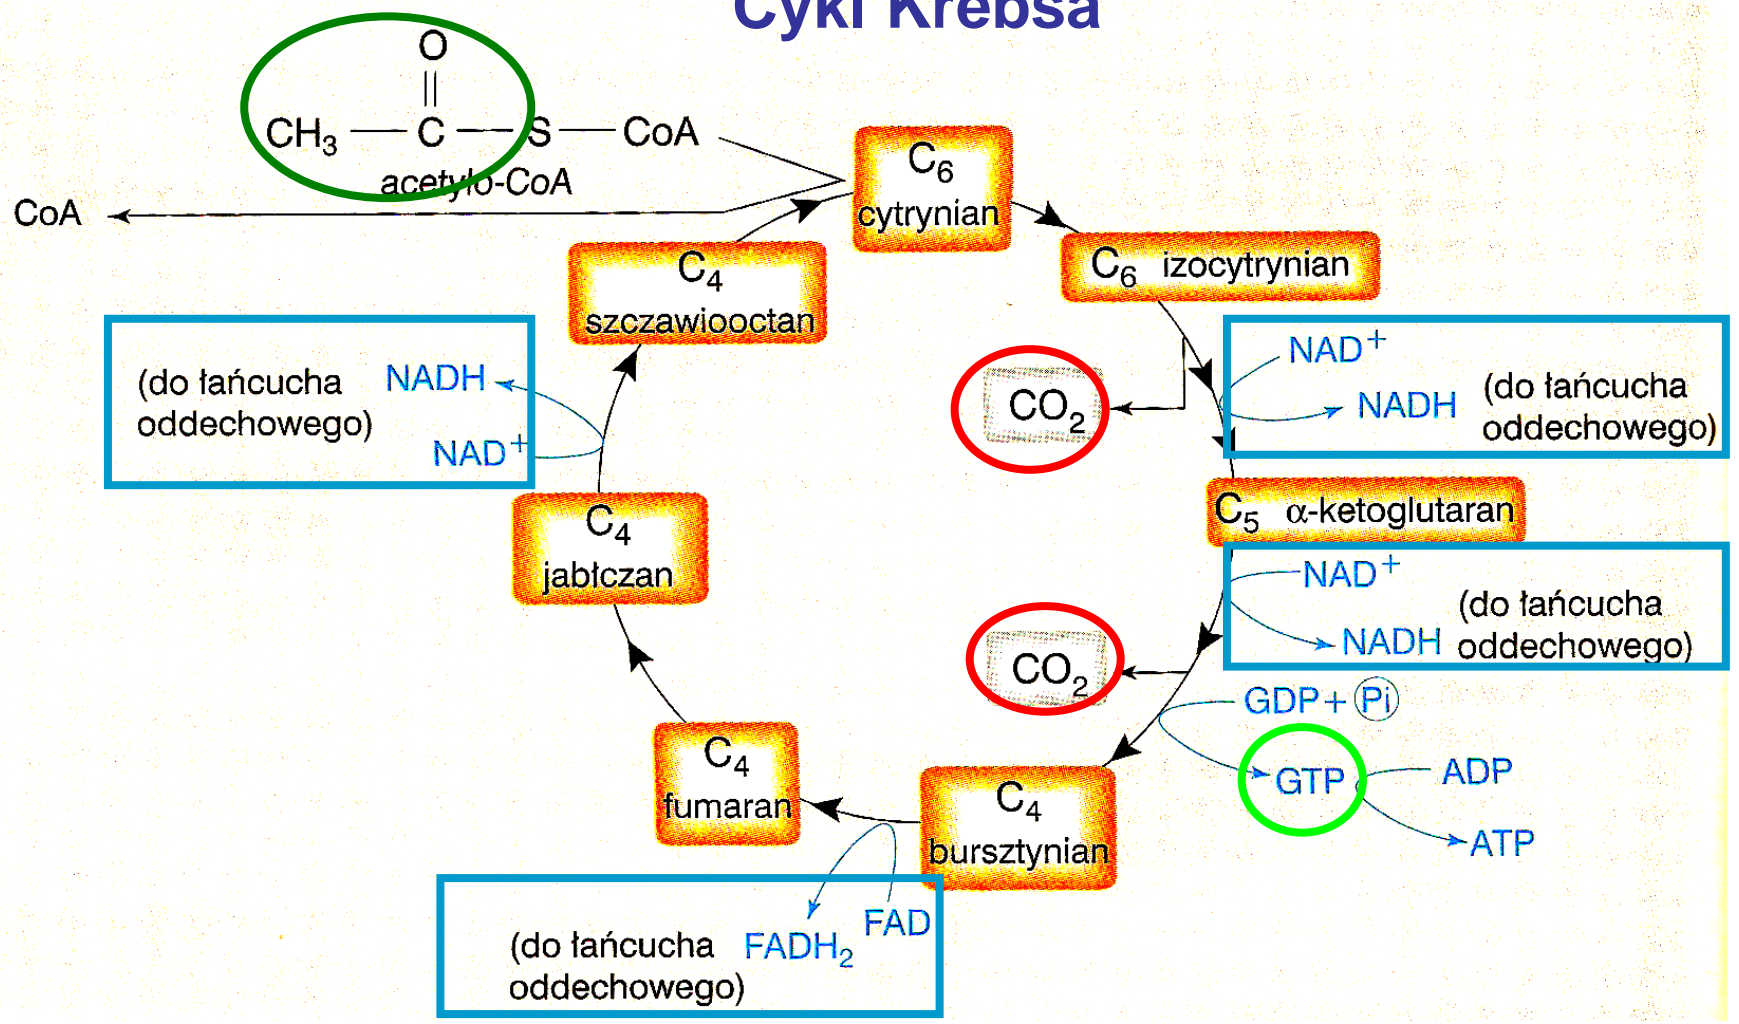 Cykl Krebsa
O
CH3 C S CoA
acetylo-CoA
CoA
C6
cytrynian
C6 izocytrynian
C4
szczawiooctan
NAD+
NADH
(do łańcucha
oddechowego)
CO2
(do łańcucha
oddechowego)
NADH
NAD+
C5 α-ketoglutaran
C4
jabłczan
NAD+
NADH
(do łańcucha
oddechowego)
CO2
GDP+ Pi
GTP
ADP
ATP
C4
fumaran
C4
bursztynian
FAD
FADH2
(do łańcucha
oddechowego)